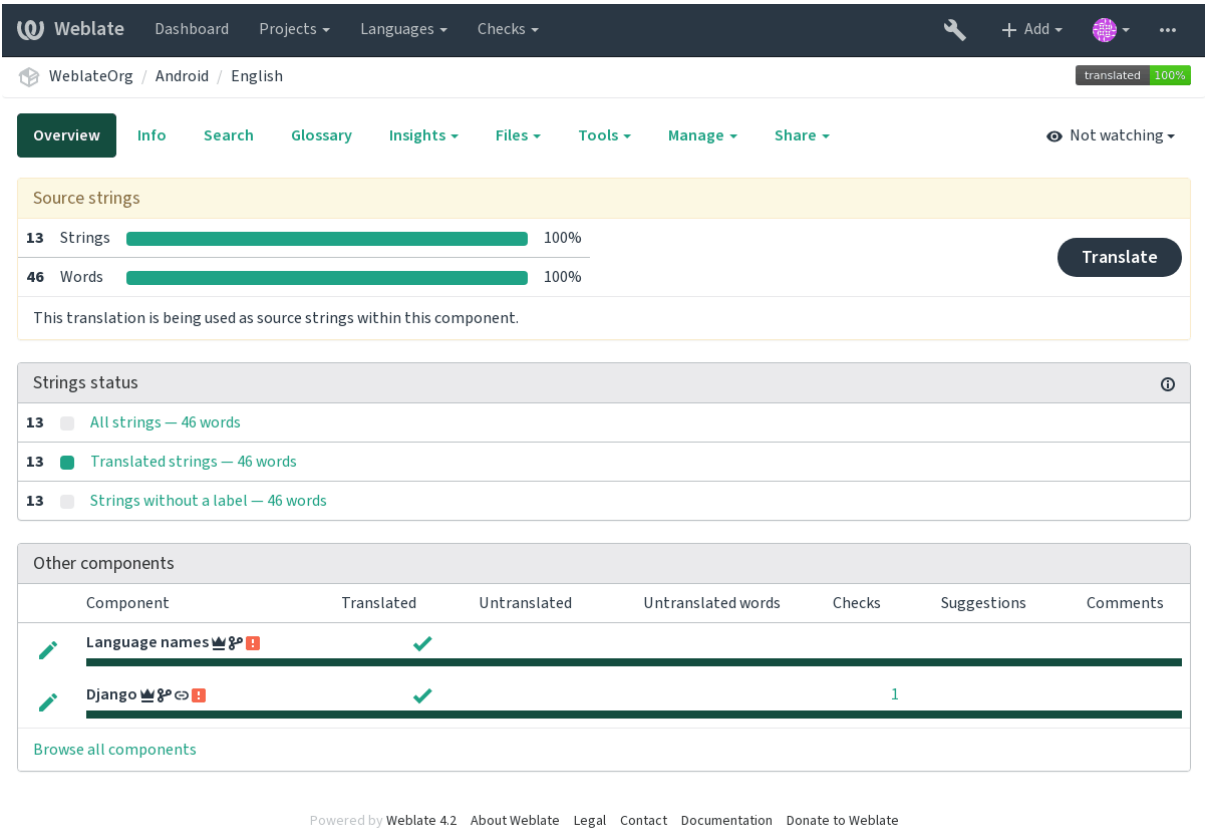 Weblate Dashboard Projects Languages Checks Add
WeblateOrg / Android / English translated 100%
Overview Info Search Glossary Insights Files Tools Manage Share Not watching
Source strings
13 Strings 100%
46 Words 100%
Translate
This translation is being used as source strings within this component.
Strings status
13 All strings — 46 words
13 Translated strings — 46 words
13 Strings without a label — 46 words
Other components
Component Translated Untranslated Untranslated words Checks Suggestions Comments
Language names
Django 1
Browse all components
Powered by Weblate 4.2 About Weblate Legal Contact Documentation Donate to Weblate